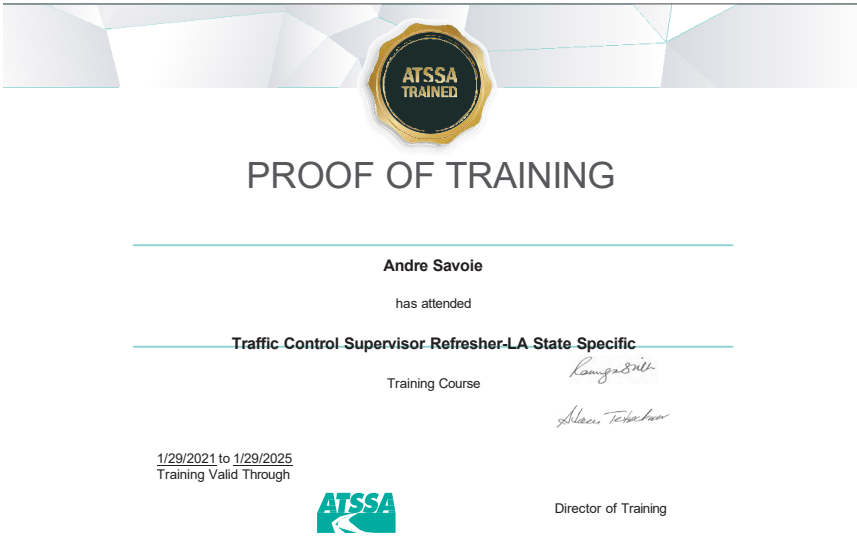 ATSSA
TRAINED
PROOF OF TRAINING
Andre Savoie
has attended
Traffic Control Supervisor Refresher-LA State Specific
Training Course
1/29/2021 to 1/29/2025
Training Valid Through
ATSSA
Director of Training